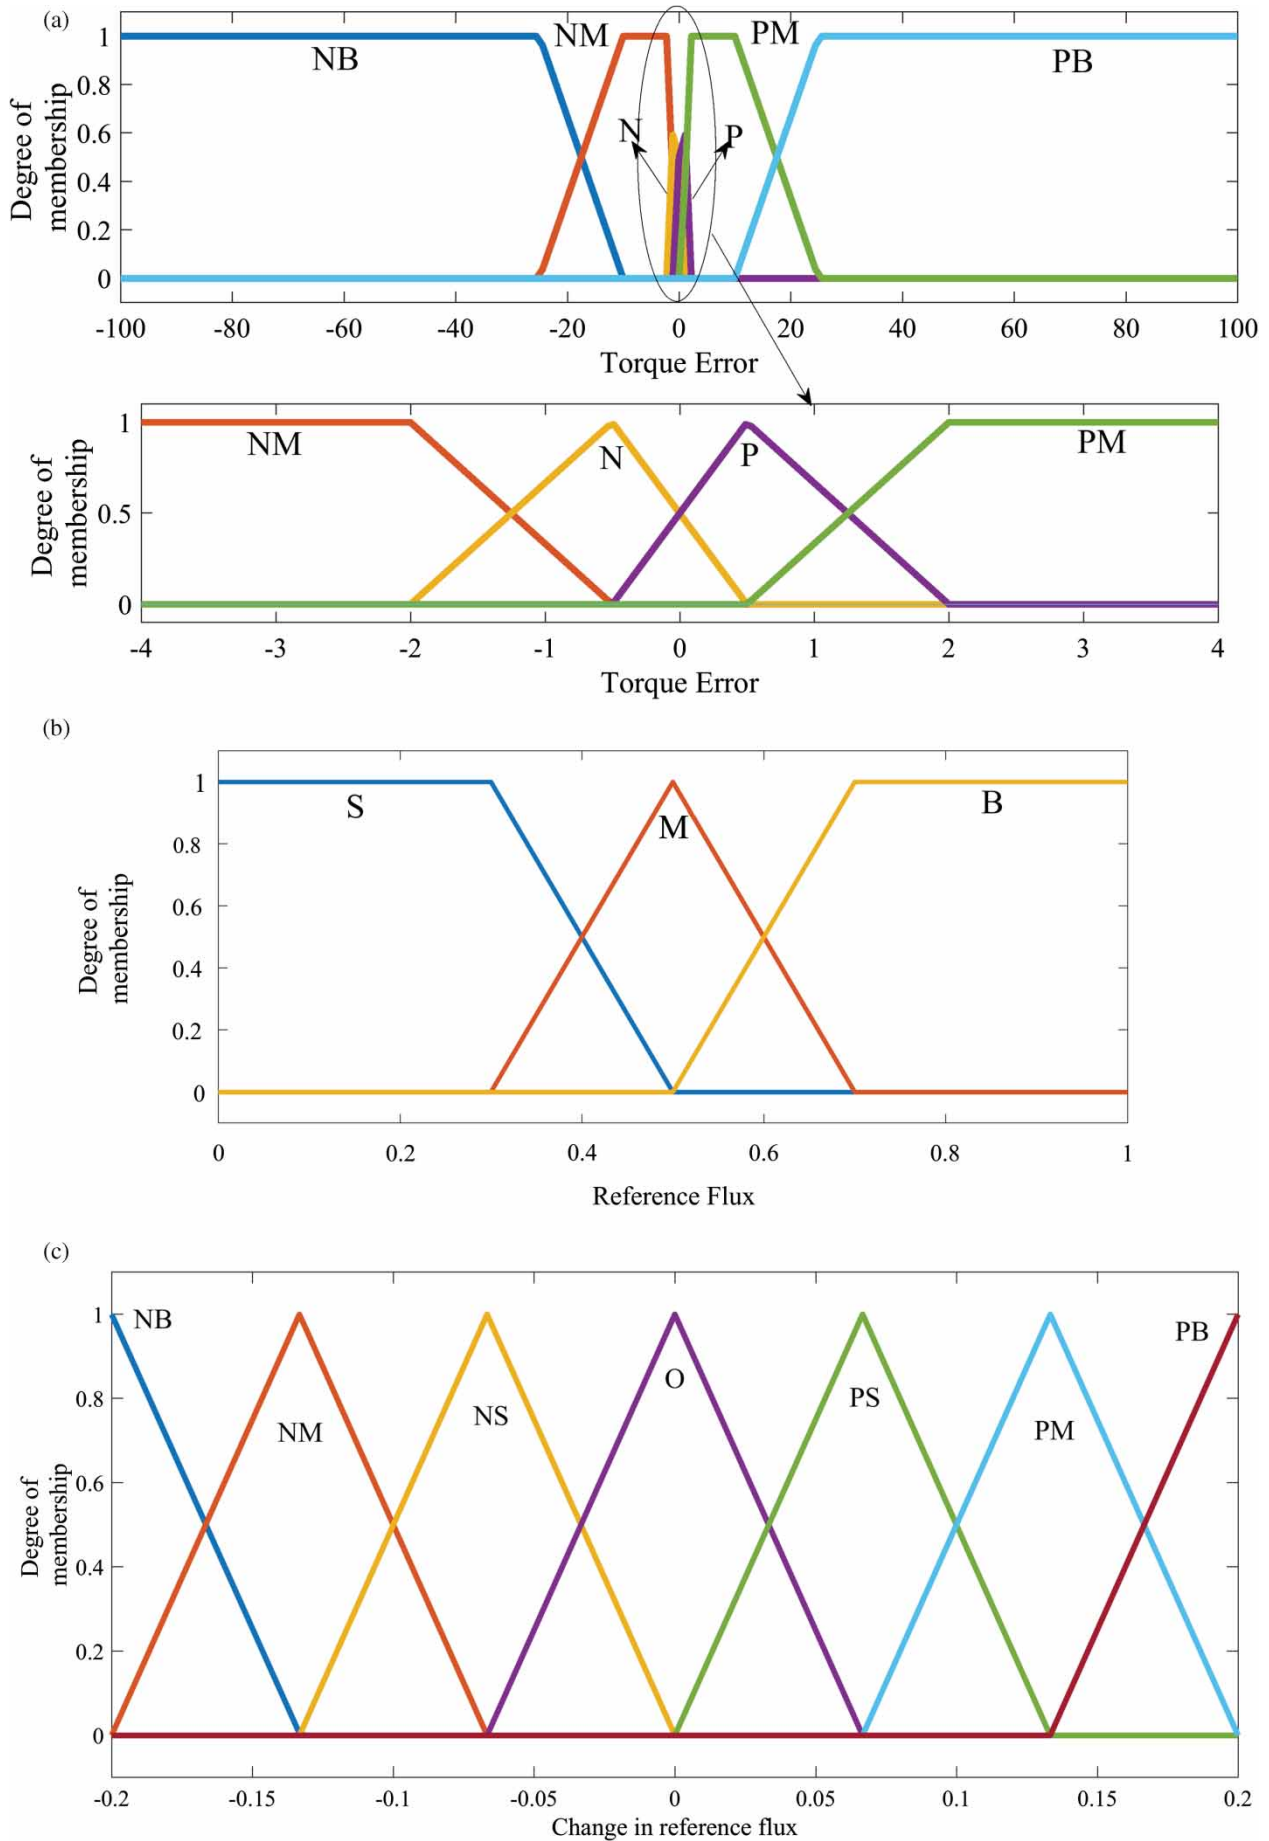 (a)
NM
PM
NB
PB
N
P
Degree of
membership
1
0.8
0.6
0.4
0.2
0
-100 -80 -60 -40 -20 0 20 40 60 80 100
Torque Error
NM
N
P
PM
Degree of
membership
1
0.5
0
-4 -3 -2 -1 0 1 2 3 4
Torque Error
(b)
S
M
B
Degree of
membership
1
0.8
0.6
0.4
0.2
0
0 0.2 0.4 0.6 0.8 1
Reference Flux
(c)
NB
NM
NS
O
PS
PM
PB
Degree of
membership
1
0.8
0.6
0.4
0.2
0
-0.2 -0.15 -0.1 -0.05 0 0.05 0.1 0.15 0.2
Change in reference flux